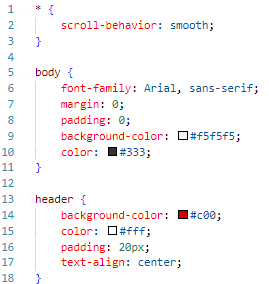 1 * {
2     scroll-behavior: smooth;
3 }
4
5 body {
6     font-family: Arial, sans-serif;
7     margin: 0;
8     padding: 0;
9     background-color: #f5f5f5;
10     color: #333;
11 }
12
13 header {
14     background-color: #c00;
15     color: #fff;
16     padding: 20px;
17     text-align: center;
18 }